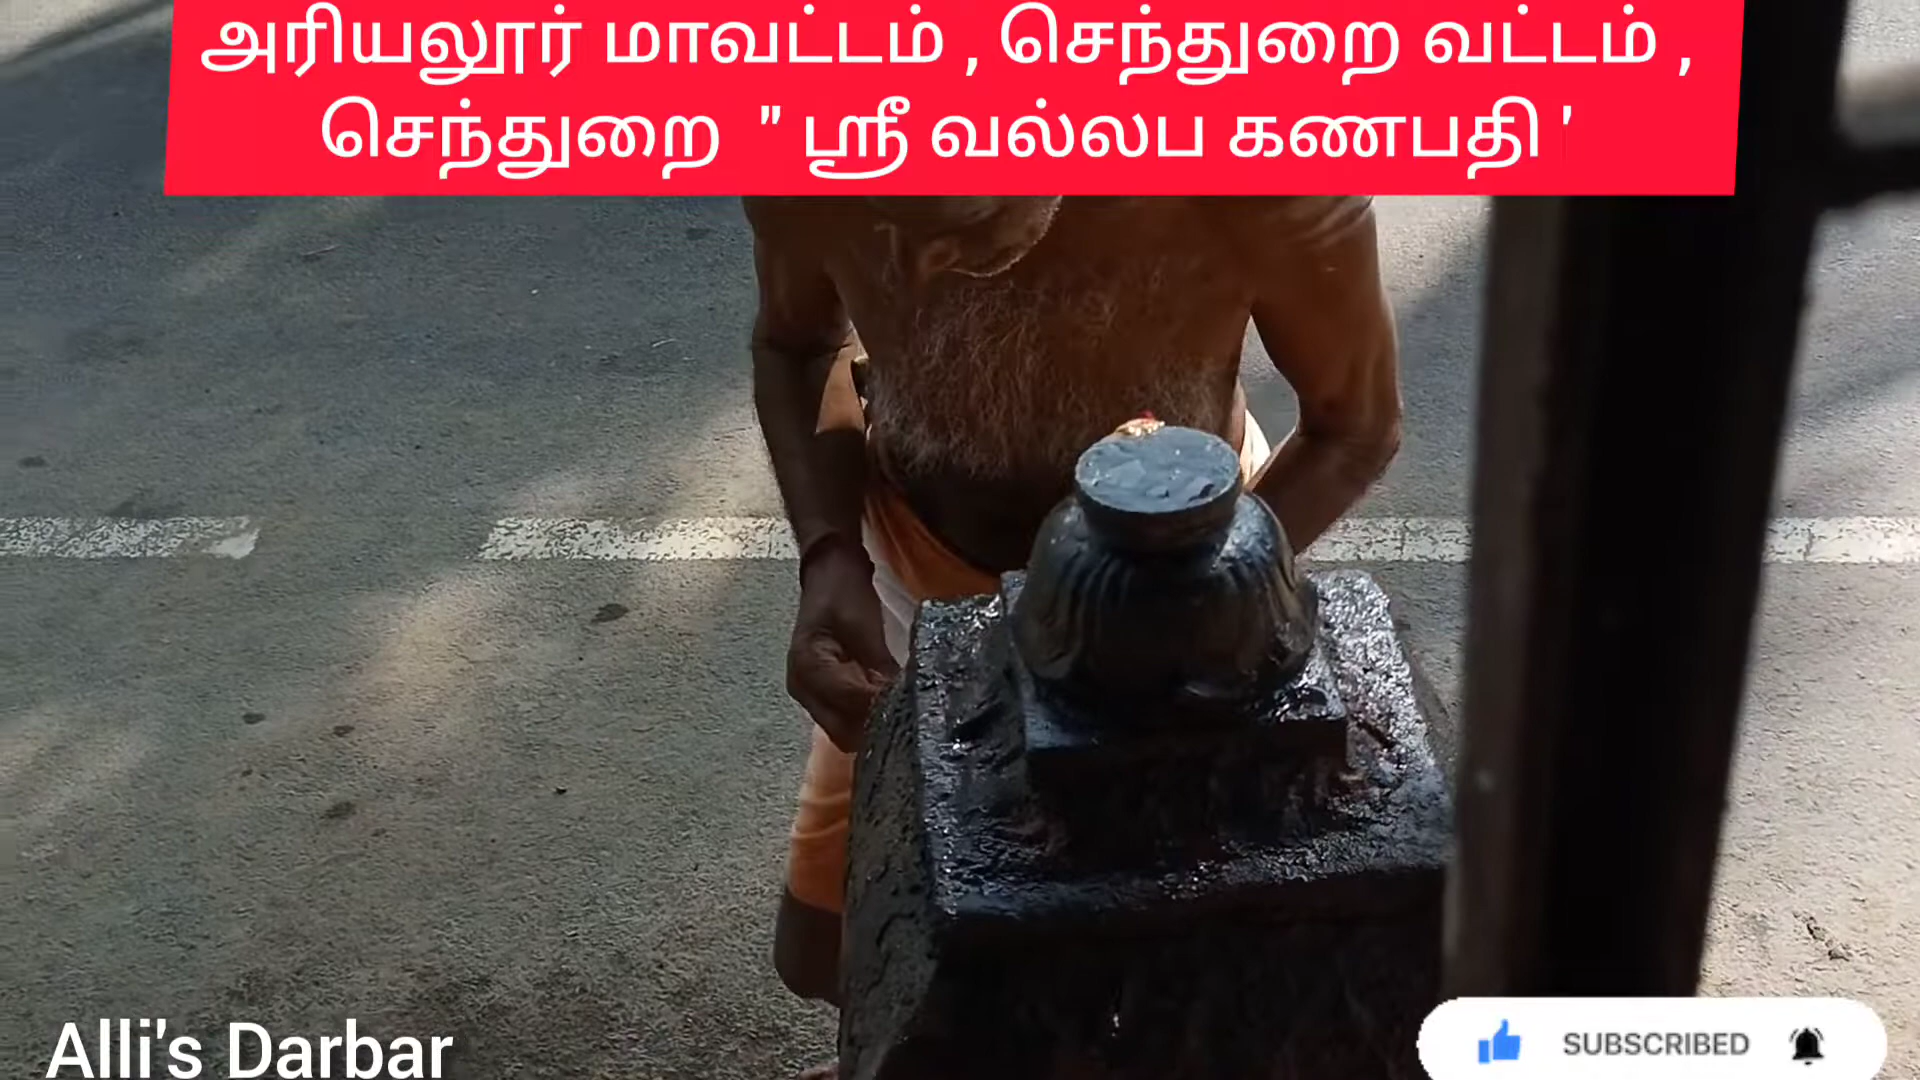 அரியலூர் மாவட்டம் , செந்துறை வட்டம் ,
செந்துறை " ஸ்ரீ வல்லப கணபதி '
Alli's Darbar
SUBSCRIBED